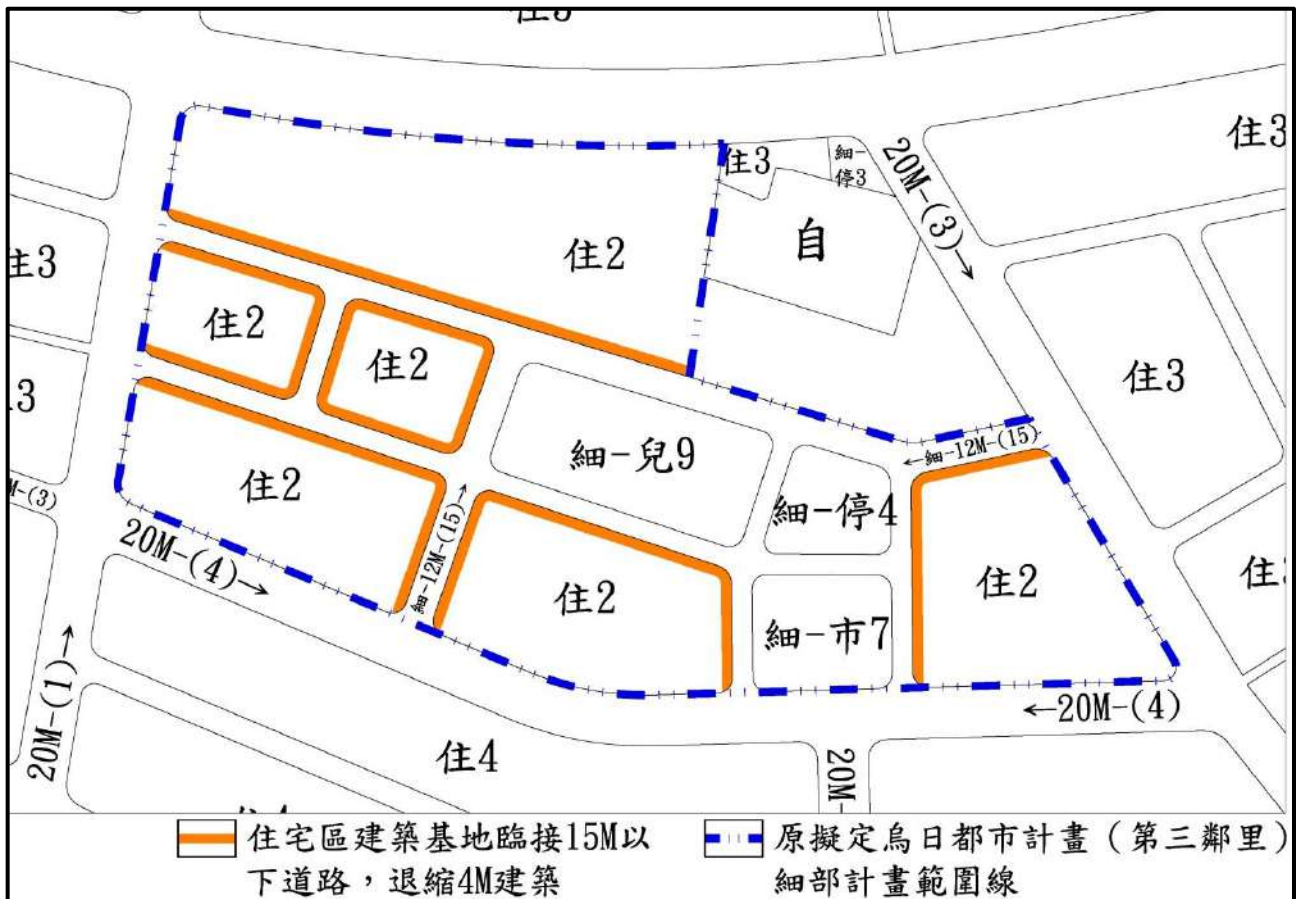 住3
細-
停3
住3
20M-(3)→
自
住2
住3
住2
住2
住3
細-兒9
←細-12M-(15)
住2
細-停4
細-12M-(15)→
20M-(4)→
住2
住2
細-市7
20M-(1)→
←20M-(4)
住4
20M-
住宅區建築基地臨接15M以
下道路，退縮4M建築
原擬定烏日都市計畫（第三鄰里）
細部計畫範圍線